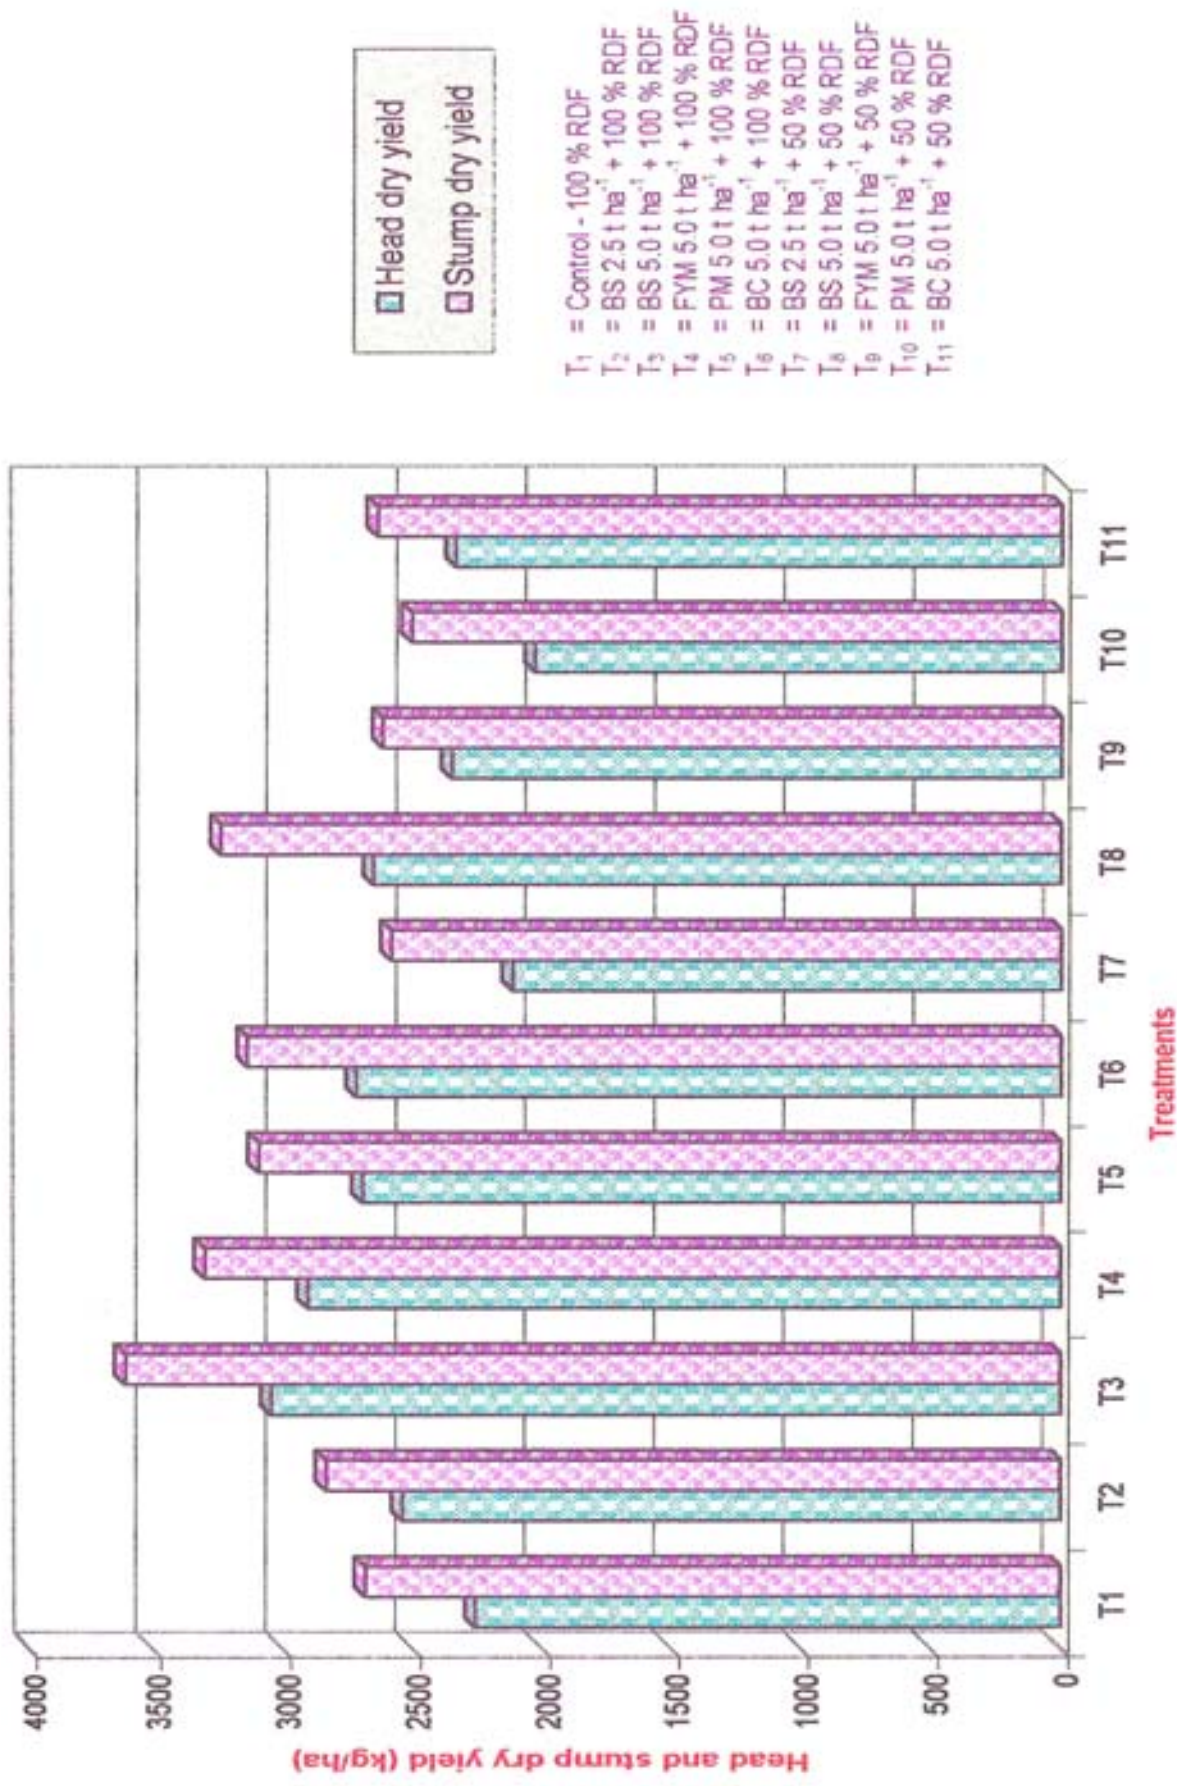 Head and stump dry yield (kg/ha)
4000
3500
3000
2500
2000
1500
1000
500
0
T1
T2
T3
T4
T5
T6
T7
T8
T9
T10
T11
Treatments
Head dry yield
Stump dry yield
T₁ = Control - 100 % RDF
T₂ = BS 2.5 t ha⁻¹ + 100 % RDF
T₃ = BS 5.0 t ha⁻¹ + 100 % RDF
T₄ = FYM 5.0 t ha⁻¹ + 100 % RDF
T₅ = PM 5.0 t ha⁻¹ + 100 % RDF
T₆ = BC 5.0 t ha⁻¹ + 100 % RDF
T₇ = BS 2.5 t ha⁻¹ + 50 % RDF
T₈ = BS 5.0 t ha⁻¹ + 50 % RDF
T₉ = FYM 5.0 t ha⁻¹ + 50 % RDF
T₁₀ = PM 5.0 t ha⁻¹ + 50 % RDF
T₁₁ = BC 5.0 t ha⁻¹ + 50 % RDF